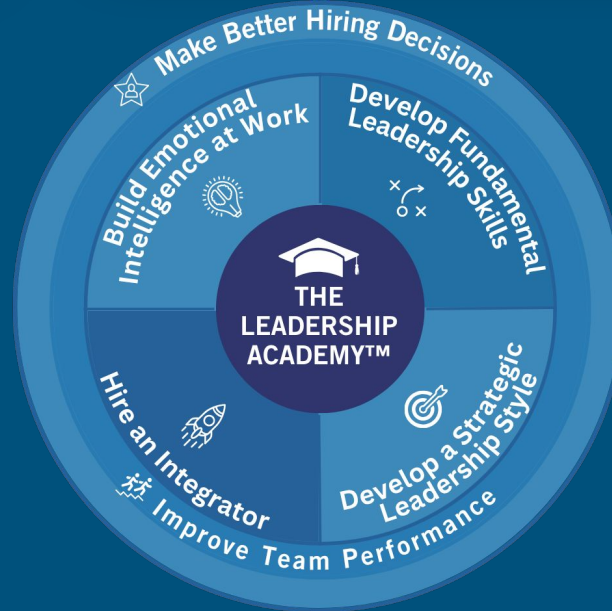 Make Better Hiring Decisions
Build Emotional
Intelligence at Work
Develop Fundamental
Leadership Skills
THE
LEADERSHIP
ACADEMY™
Hire an Integrator
Develop a Strategic
Leadership Style
Improve Team Performance